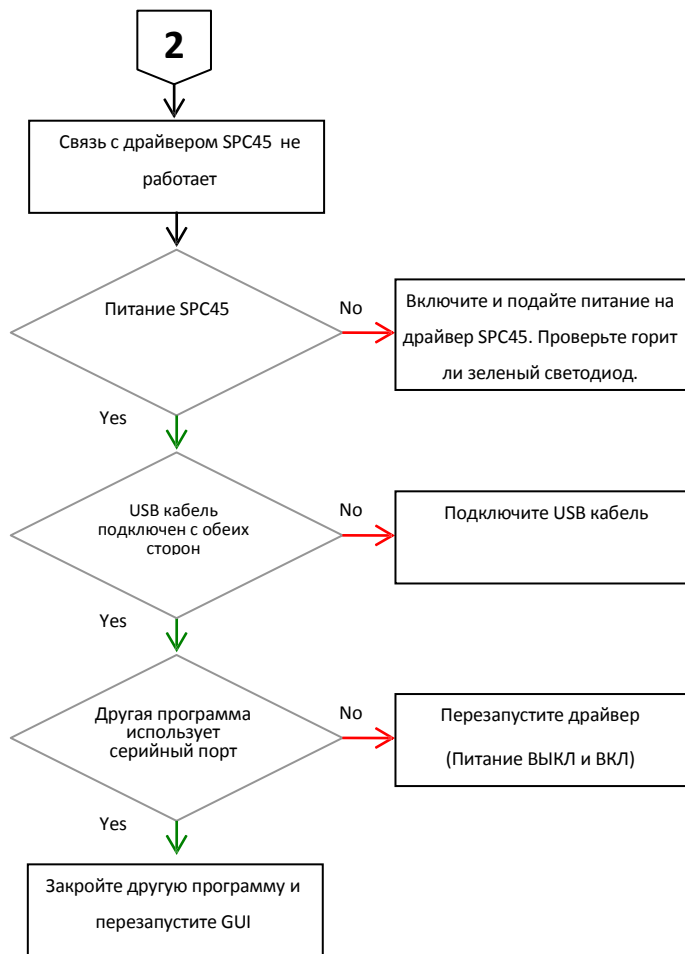 2
Связь с драйвером SPC45 не
работает
Питание SPC45
No
Включите и подайте питание на
драйвер SPC45. Проверьте горит
ли зеленый светодиод.
Yes
USB кабель
подключен с обеих
сторон
No
Подключите USB кабель
Yes
Другая программа
использует
серийный порт
No
Перезапустите драйвер
(Питание ВЫКЛ и ВКЛ)
Yes
Закройте другую программу и
перезапустите GUI